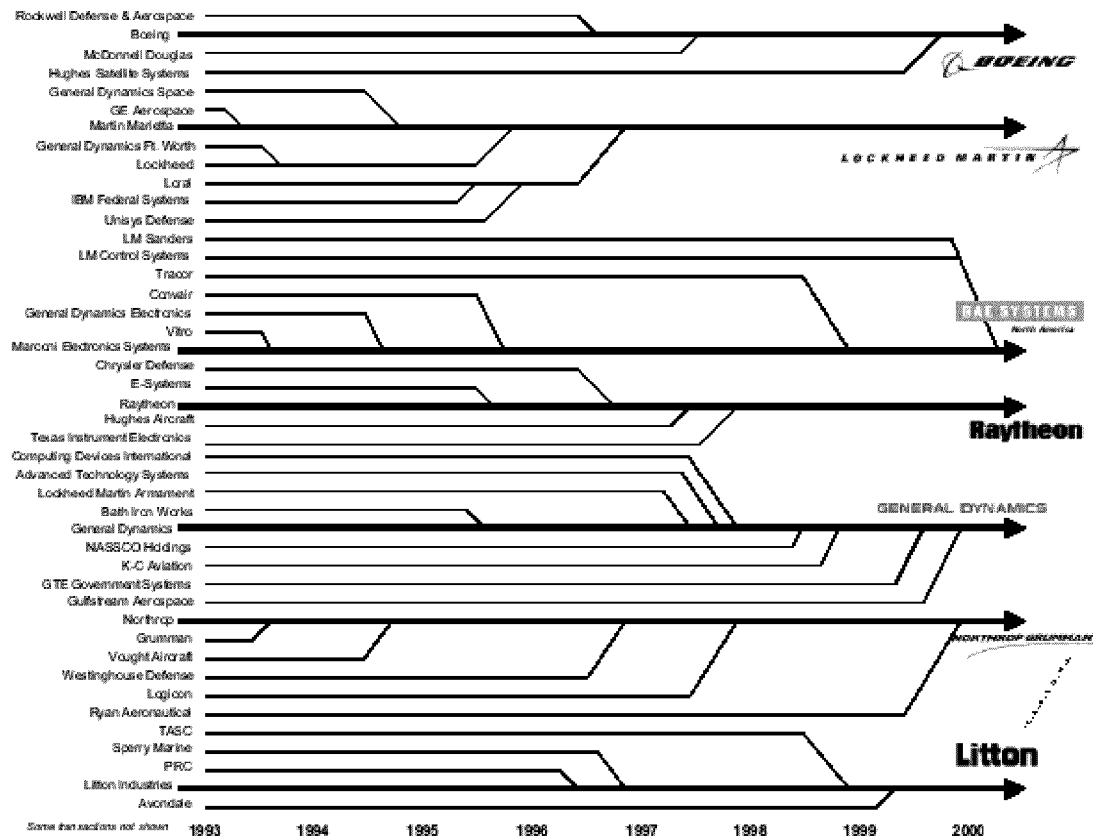 Rockwell Defense & Aerospace
Boeing
McDonnell Douglas
Hughes Satellite Systems
BOEING
General Dynamics Space
GE Aerospace
Martin Marietta
General Dynamics Ft. Worth
LOCKHEED MARTIN
Lockheed
Loral
IBM Federal Systems
Unisys Defense
LM Sanders
LM Control Systems
Tracor
Convair
General Dynamics Electronics
BAE SYSTEMS
North America
Vitro
Marconi Electronics Systems
Chrysler Defense
E-Systems
Raytheon
Hughes Aircraft
Raytheon
Texas Instrument Electronics
Computing Devices International
Advanced Technology Systems
Lockheed Martin Armament
Bath Iron Works
GENERAL DYNAMICS
General Dynamics
NASSCO Holdings
K-C Aviation
GTE Government Systems
Gulfstream Aerospace
Northrop
Grumman
NORTHROP GRUMMAN
Vought Aircraft
Westinghouse Defense
Logicon
Ryan Aeronautical
TASC
Sperry Marine
Litton
PRC
Litton Industries
Avondale
Some transactions not shown
1993 1994 1995 1996 1997 1998 1999 2000